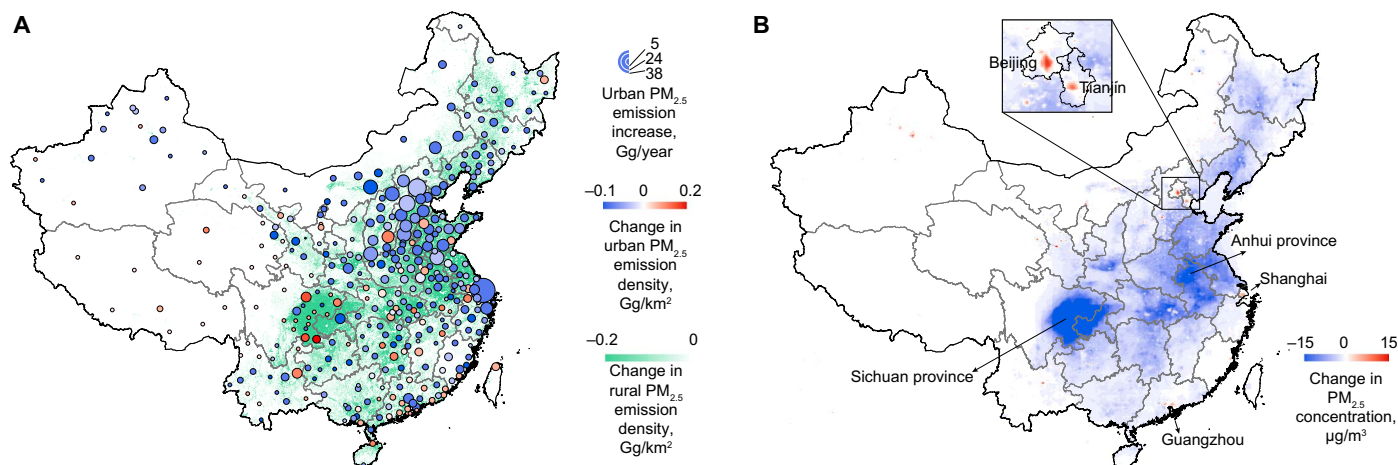 A
5
24
38
Urban PM2.5
emission
increase,
Gg/year
−0.1 0 0.2
Change in
urban PM2.5
emission
density,
Gg/km2
−0.2 0
Change in
rural PM2.5
emission
density,
Gg/km2
B
Beijing
Tianjin
Anhui province
Shanghai
Sichuan province
Guangzhou
−15 0 15
Change in
PM2.5
concentration,
μg/m3